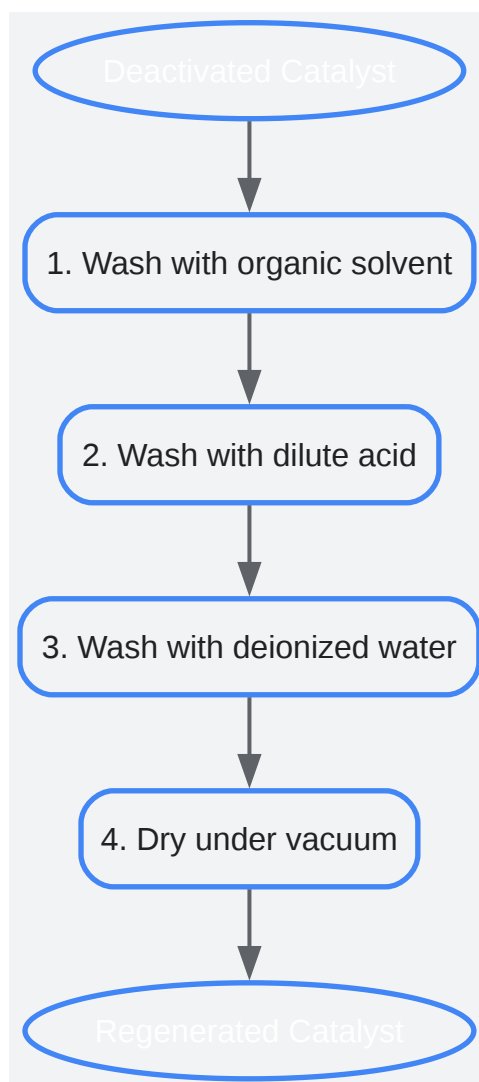 Deactivated Catalyst
1. Wash with organic solvent
2. Wash with dilute acid
3. Wash with deionized water
4. Dry under vacuum
Regenerated Catalyst